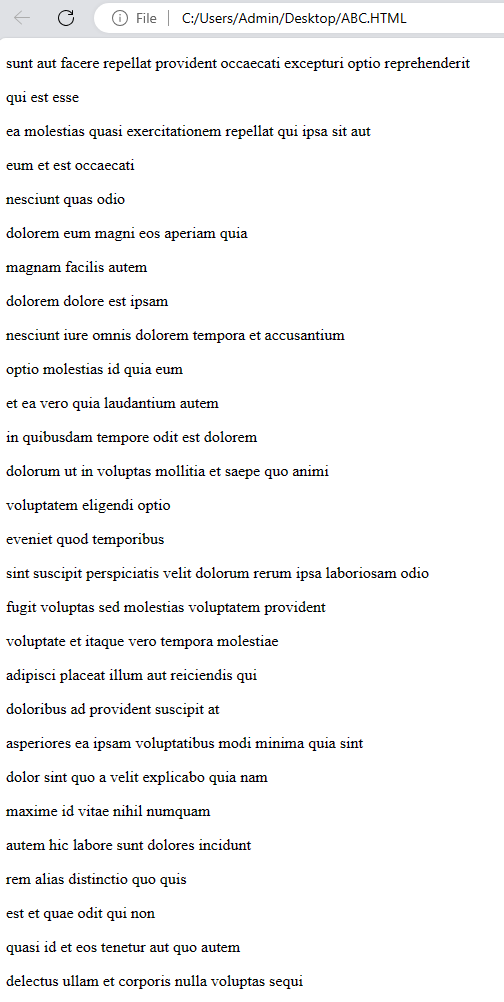 File
C:/Users/Admin/Desktop/ABC.HTML
sunt aut facere repellat provident occaecati excepturi optio reprehenderit
qui est esse
ea molestias quasi exercitationem repellat qui ipsa sit aut
eum et est occaecati
nesciunt quas odio
dolorem eum magni eos aperiam quia
magnam facilis autem
dolorem dolore est ipsam
nesciunt iure omnis dolorem tempora et accusantium
optio molestias id quia eum
et ea vero quia laudantium autem
in quibusdam tempore odit est dolorem
dolorum ut in voluptas mollitia et saepe quo animi
voluptatem eligendi optio
eveniet quod temporibus
sint suscipit perspiciatis velit dolorum rerum ipsa laboriosam odio
fugit voluptas sed molestias voluptatem provident
voluptate et itaque vero tempora molestiae
adipisci placeat illum aut reiciendis qui
doloribus ad provident suscipit at
asperiores ea ipsam voluptatibus modi minima quia sint
dolor sint quo a velit explicabo quia nam
maxime id vitae nihil numquam
autem hic labore sunt dolores incidunt
rem alias distinctio quo quis
est et quae odit qui non
quasi id et eos tenetur aut quo autem
delectus ullam et corporis nulla voluptas sequi